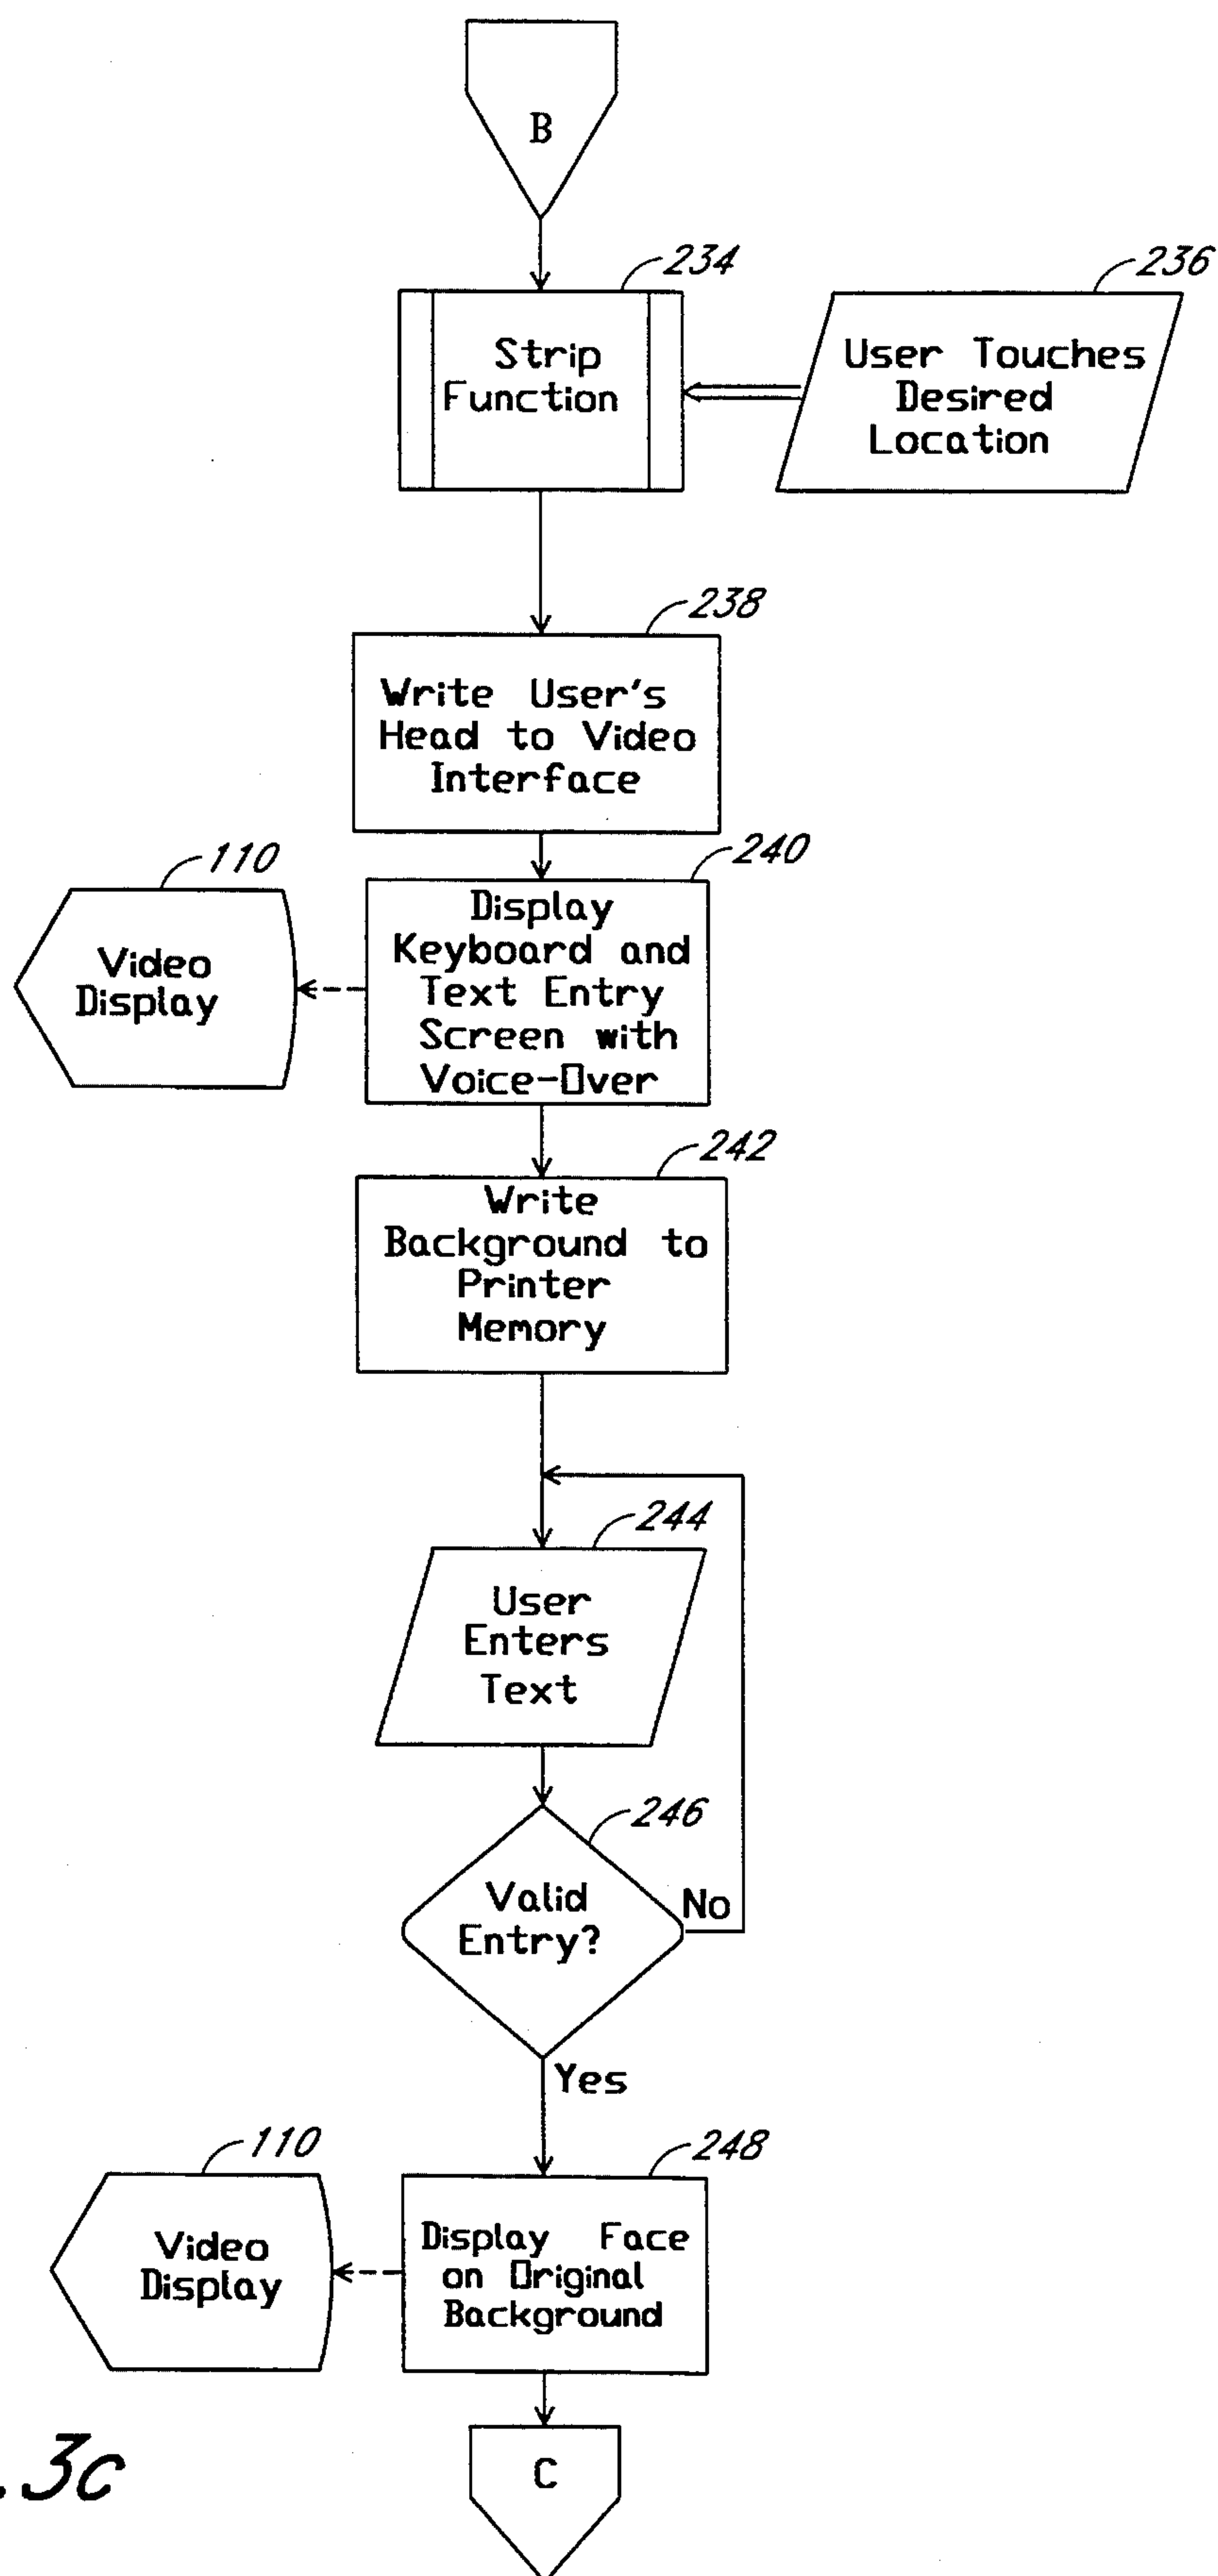 B
234
236
Strip
Function
User Touches
Desired
Location
238
Write User's
Head to Video
Interface
110
240
Video
Display
Display
Keyboard and
Text Entry
Screen with
Voice-Over
242
Write
Background to
Printer
Memory
244
User
Enters
Text
246
Valid
Entry?
No
Yes
110
248
Video
Display
Display Face
on Original
Background
. 3c
C